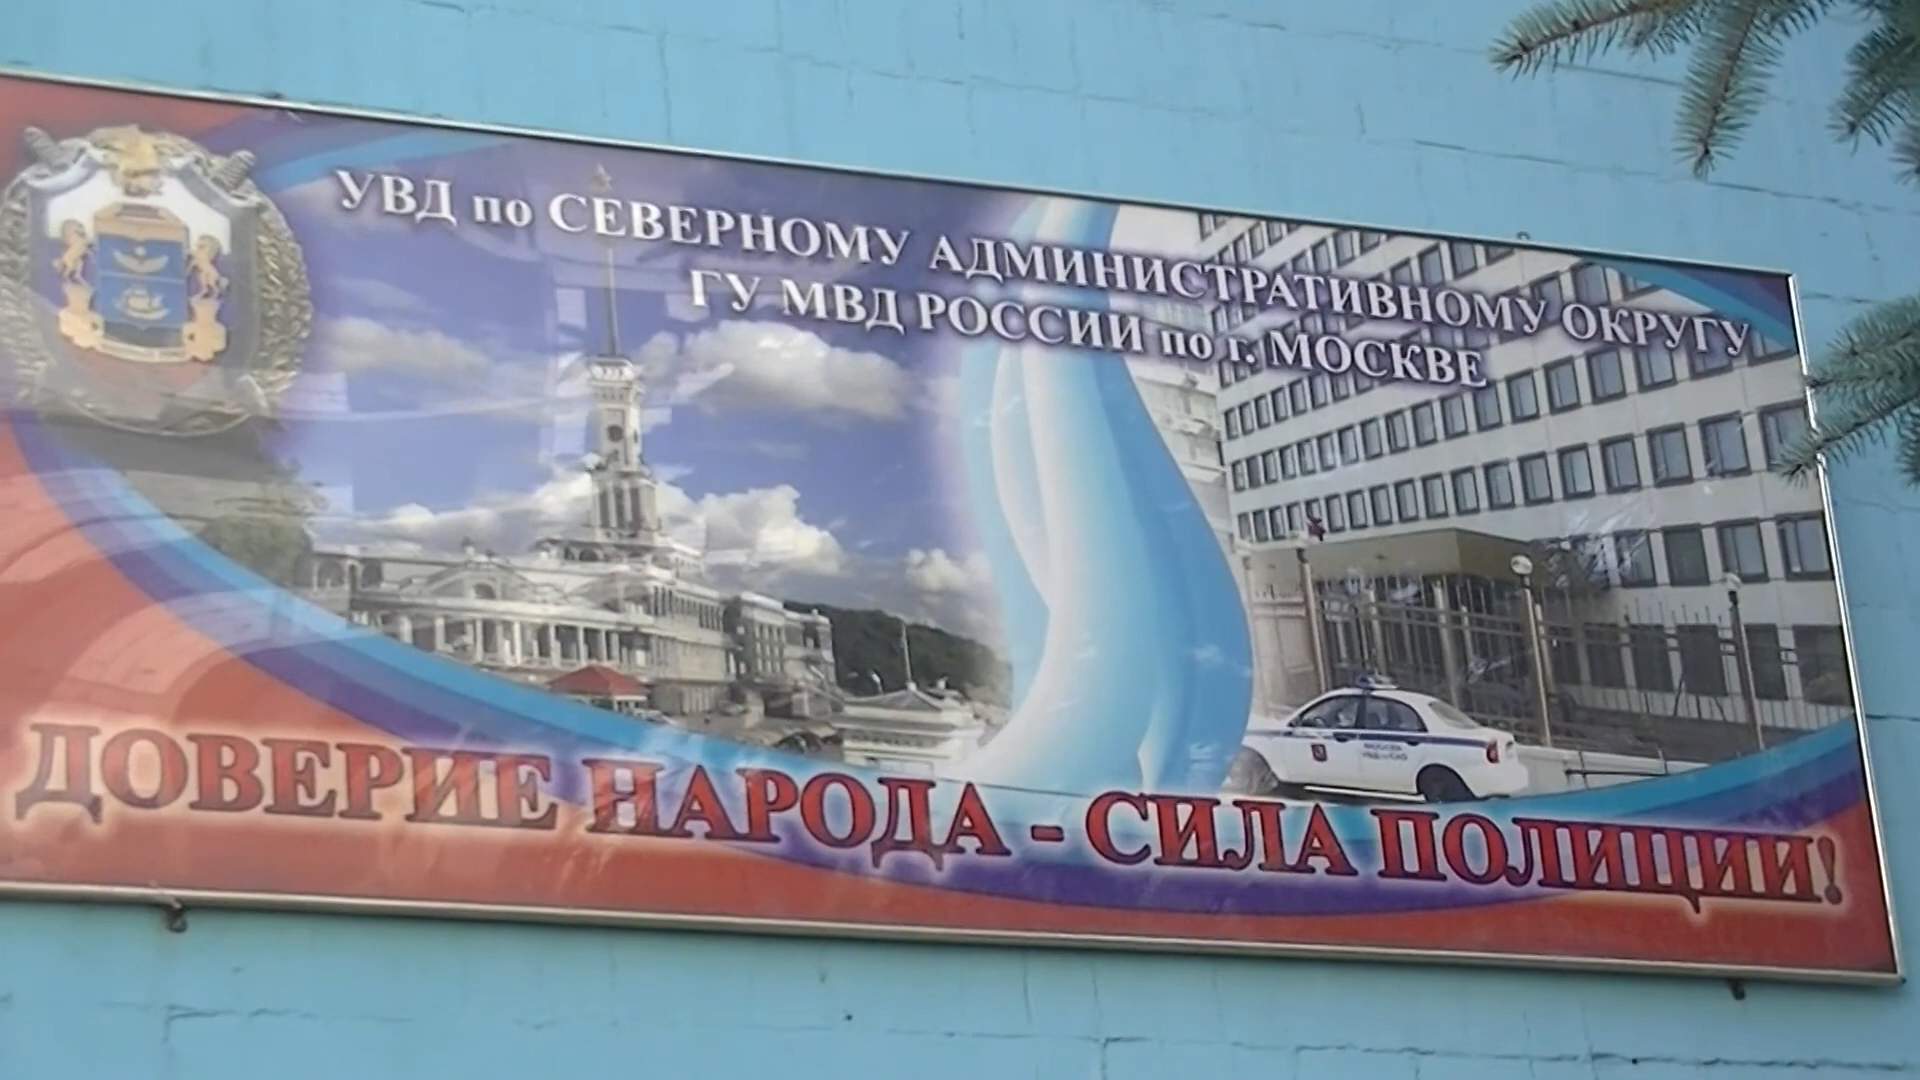 УВД по СЕВЕРНОМУ АДМИНИСТРАТИВНОМУ ОКРУГУ
ГУ МВД РОССИИ по г. МОСКВЕ
ДОВЕРИЕ НАРОДА - СИЛА ПОЛИЦИИ!